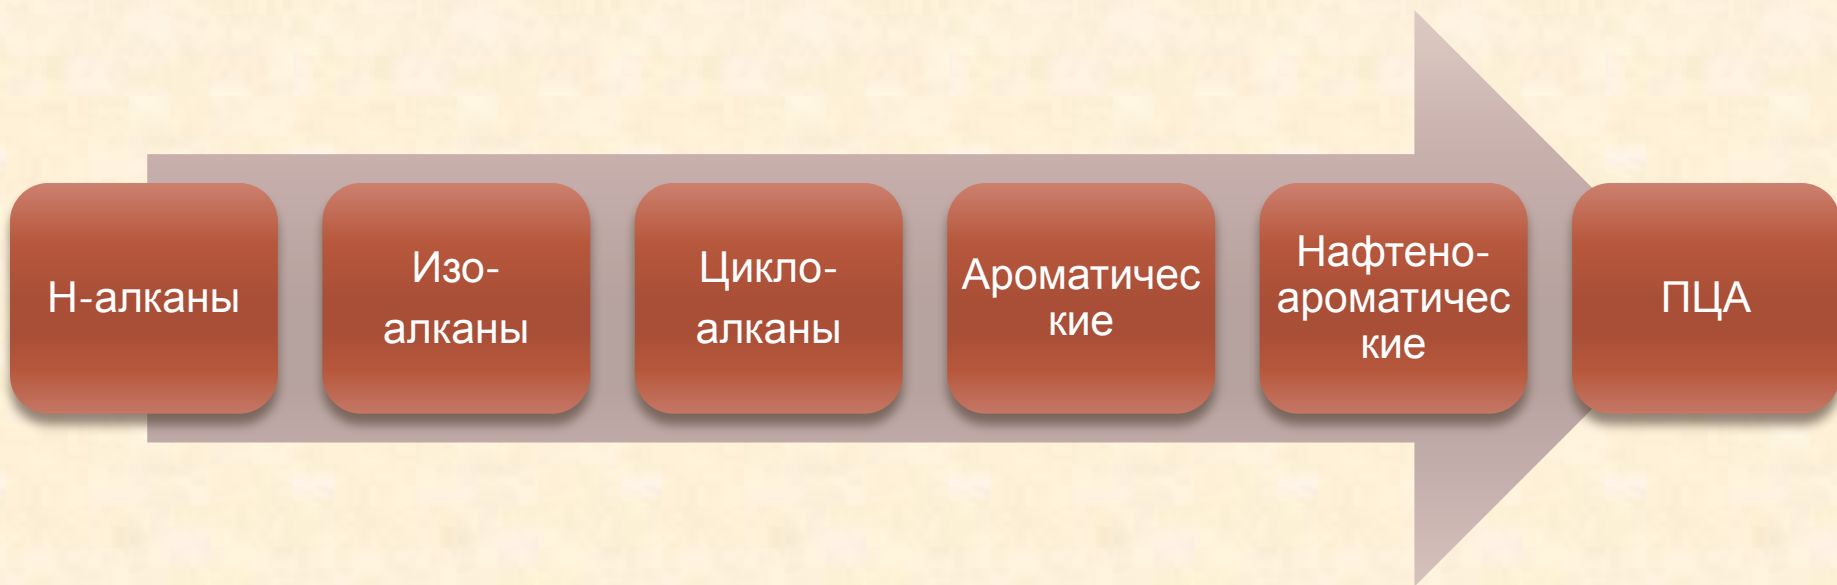 Н-алканы
Изо-
алканы
Цикло-
алканы
Ароматичес
кие
Нафтено-
ароматичес
кие
ПЦА